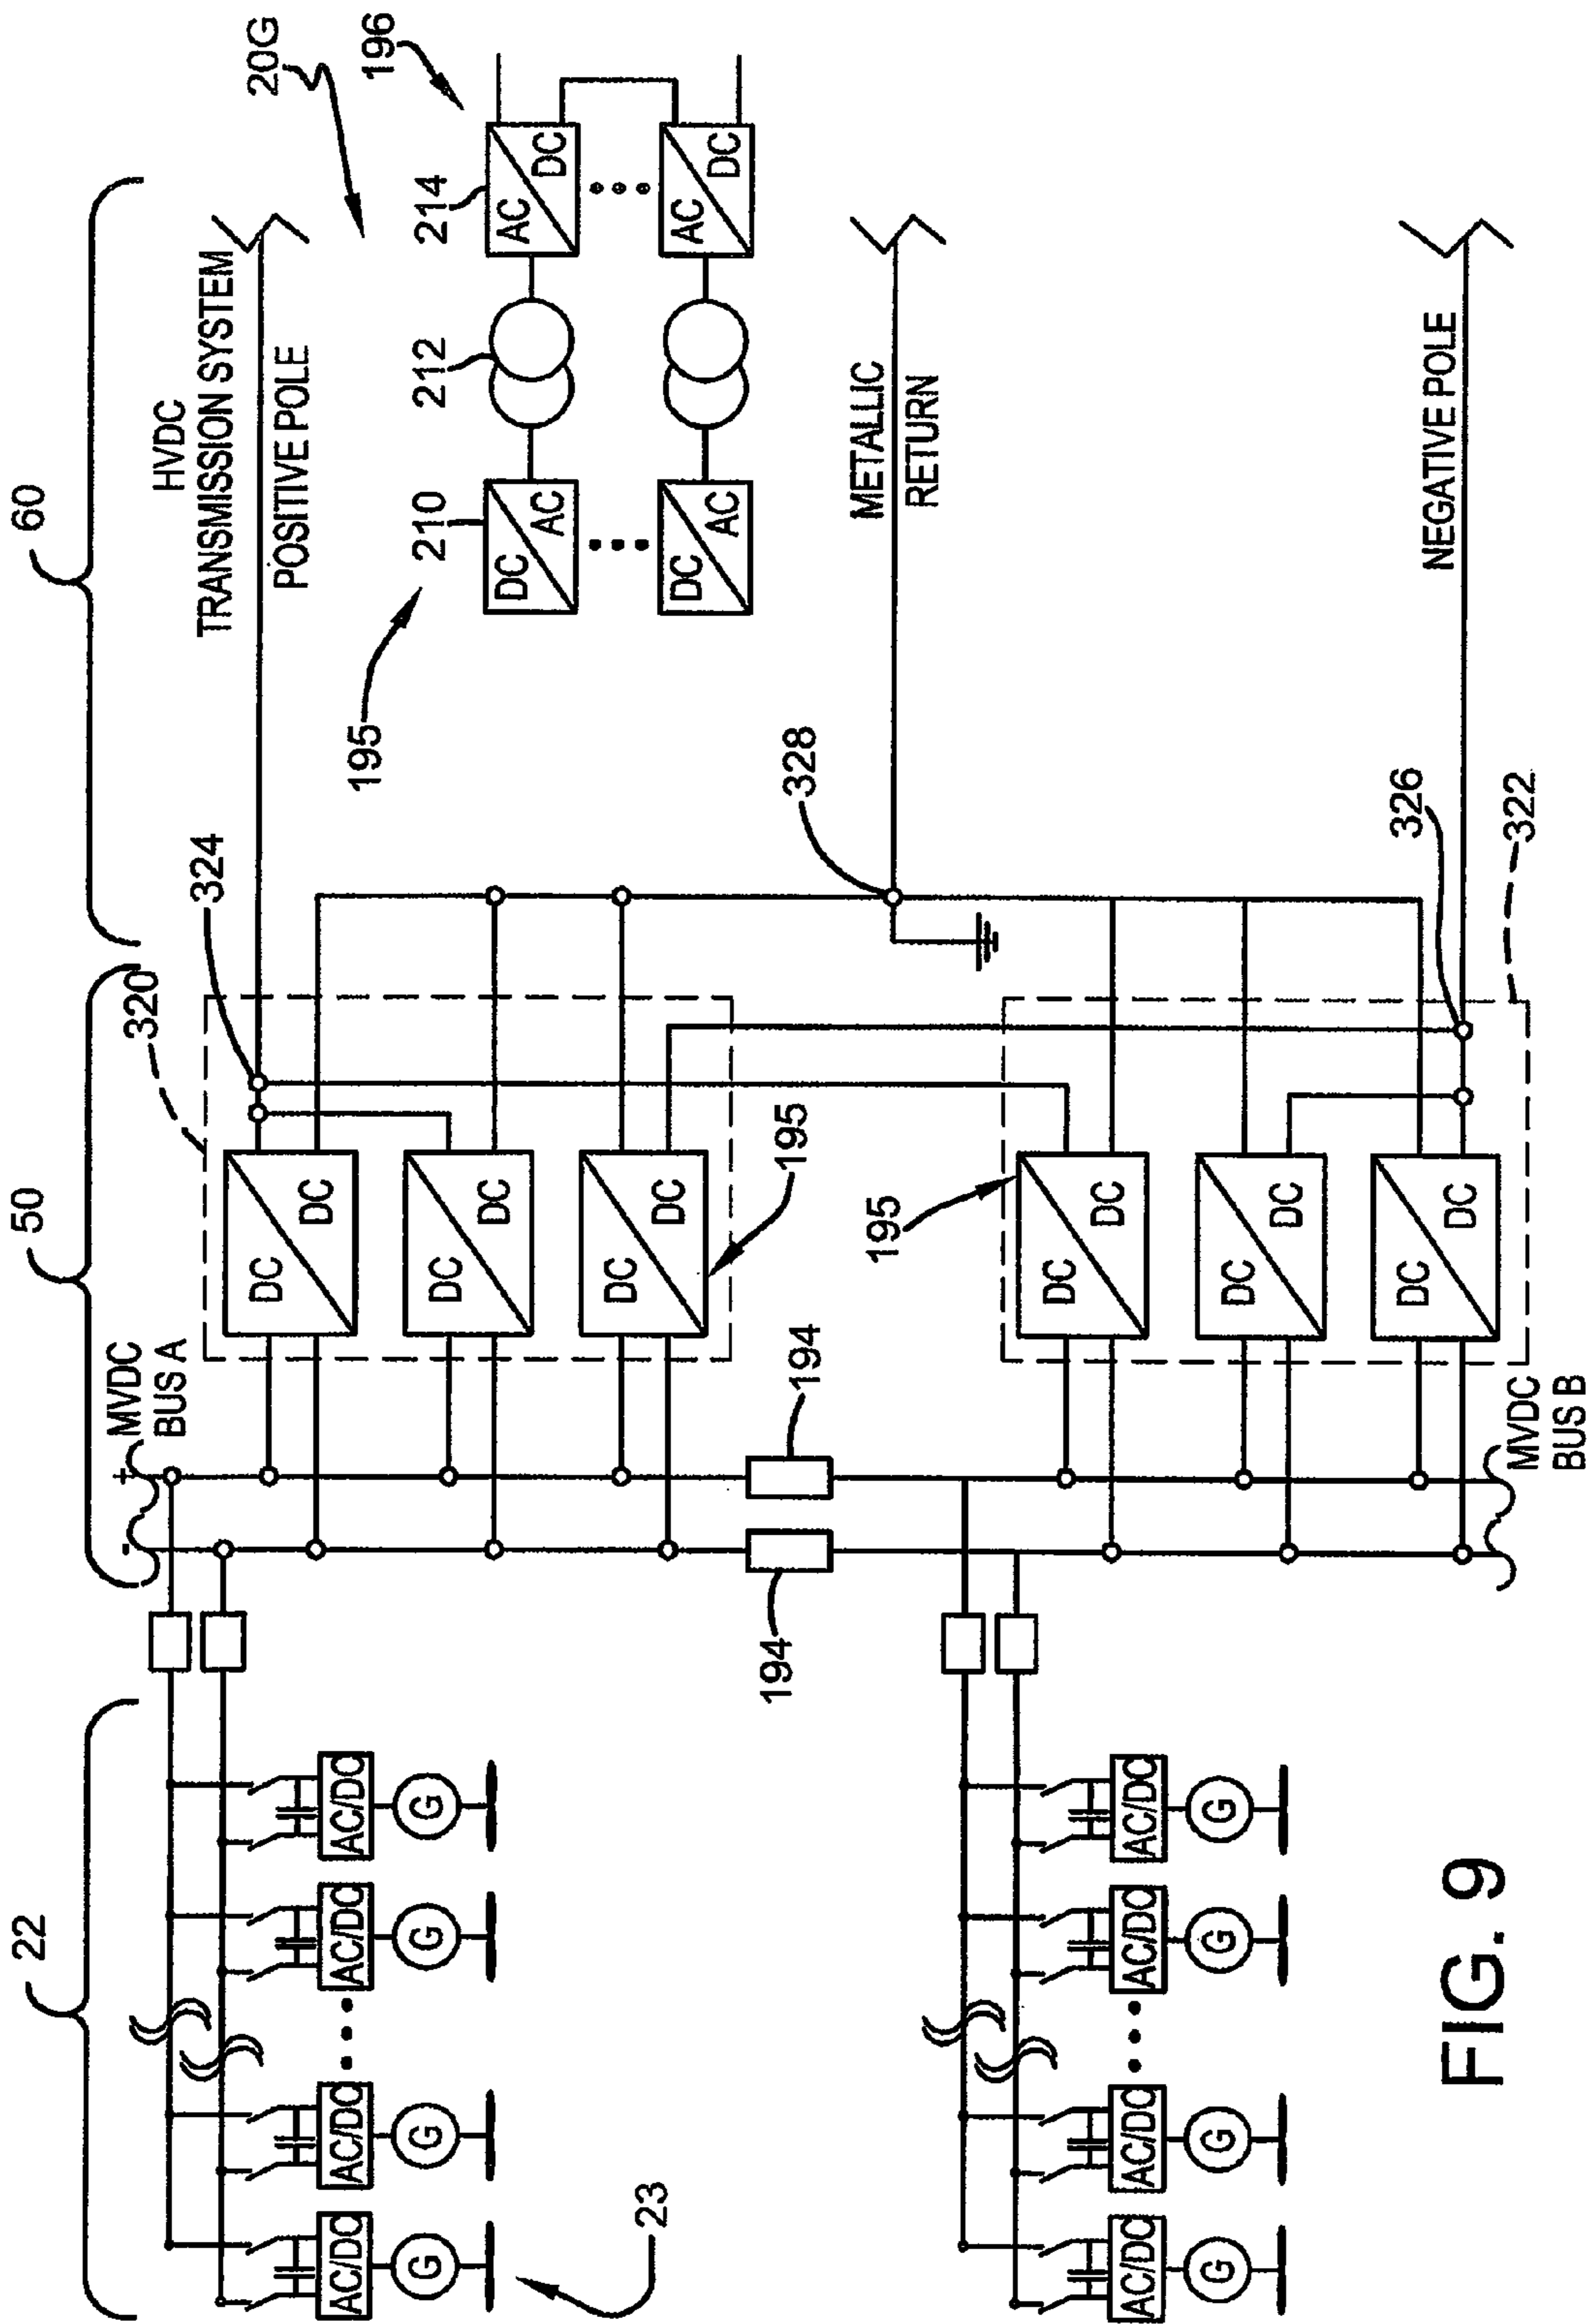 22
50
60
20G
196
HVDC
TRANSMISSION SYSTEM
POSITIVE POLE
MVDC
BUS A
+
-
320
324
195
210
212
214
DC
AC
AC
DC
DC
AC
AC
DC
DC
DC
DC
DC
DC
DC
195
AC/DC
AC/DC
AC/DC
AC/DC
G
G
G
G
23
194
194
328
METALLIC
RETURN
195
DC
DC
DC
DC
DC
DC
326
322
NEGATIVE POLE
MVDC
BUS B
AC/DC
AC/DC
AC/DC
AC/DC
G
G
G
G
FIG. 9